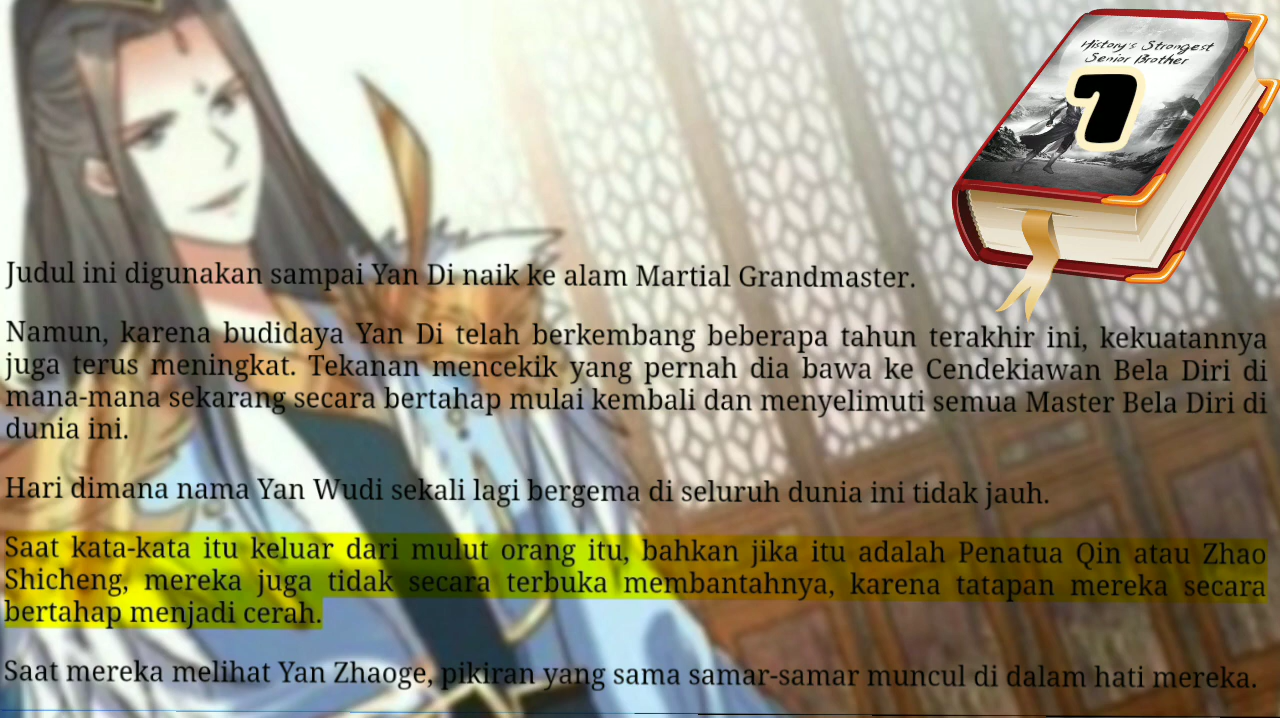 History's Strongest
Senior Brother
7
Judul ini digunakan sampai Yan Di naik ke alam Martial Grandmaster.
Namun, karena budidaya Yan Di telah berkembang beberapa tahun terakhir ini, kekuatannya
juga terus meningkat. Tekanan mencekik yang pernah dia bawa ke Cendekiawan Bela Diri di
mana-mana sekarang secara bertahap mulai kembali dan menyelimuti semua Master Bela Diri di
dunia ini.
Hari dimana nama Yan Wudi sekali lagi bergema di seluruh dunia ini tidak jauh.
Saat kata-kata itu keluar dari mulut orang itu, bahkan jika itu adalah Penatua Qin atau Zhao
Shicheng, mereka juga tidak secara terbuka membantahnya, karena tatapan mereka secara
bertahap menjadi cerah.
Saat mereka melihat Yan Zhaoge, pikiran yang sama samar-samar muncul di dalam hati mereka.